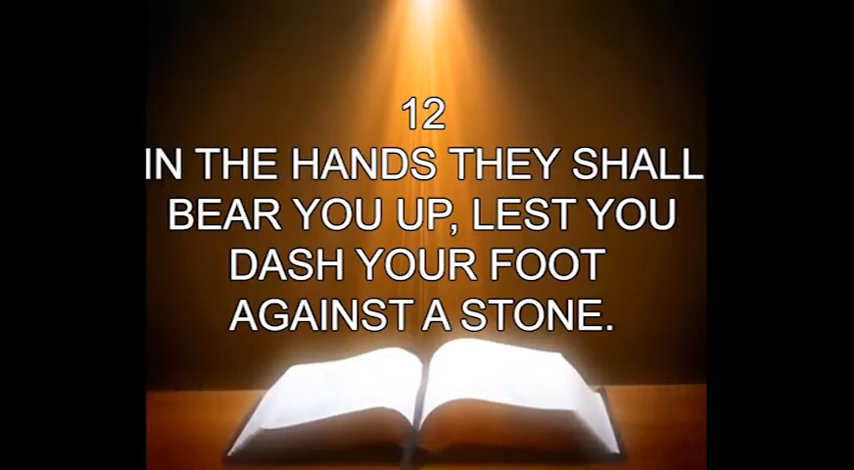 12
IN THE HANDS THEY SHALL
BEAR YOU UP, LEST YOU
DASH YOUR FOOT
AGAINST A STONE.